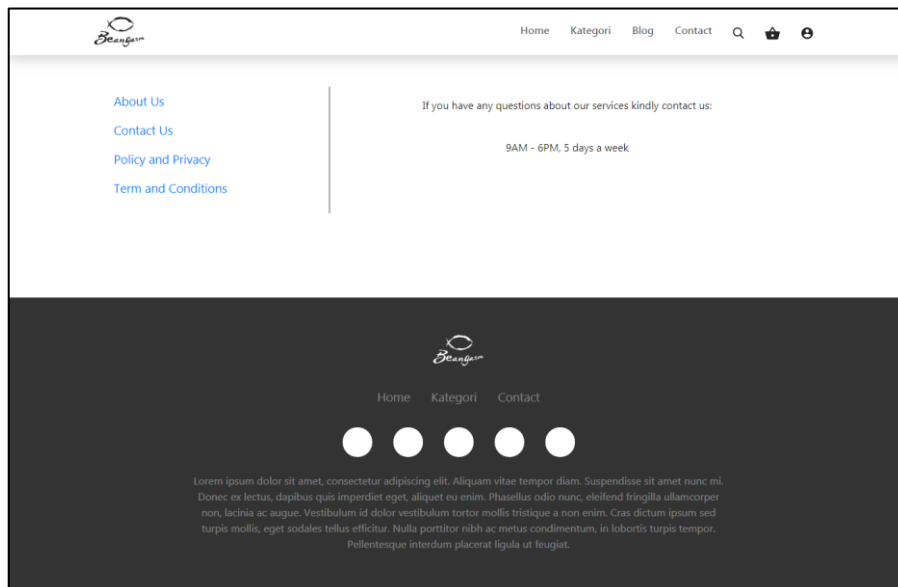 Beangasm
Home Kategori Blog Contact
About Us
Contact Us
Policy and Privacy
Term and Conditions
If you have any questions about our services kindly contact us:
9AM - 6PM, 5 days a week
Beangasm
Home Kategori Contact
Lorem ipsum dolor sit amet, consectetur adipiscing elit. Aliquam vitae tempor diam. Suspendisse sit amet nunc mi.
Donec ex lectus, dapibus quis imperdiet eget, aliquet eu enim. Phasellus odio nunc, eleifend fringilla ullamcorper
non, lacinia ac augue. Vestibulum id dolor vestibulum tortor mollis tristique a non enim. Cras dictum ipsum sed
turpis mollis, eget sodales tellus efficitur. Nulla porttitor nibh ac metus condimentum, in lobortis turpis tempor.
Pellentesque interdum placerat ligula ut feugiat.